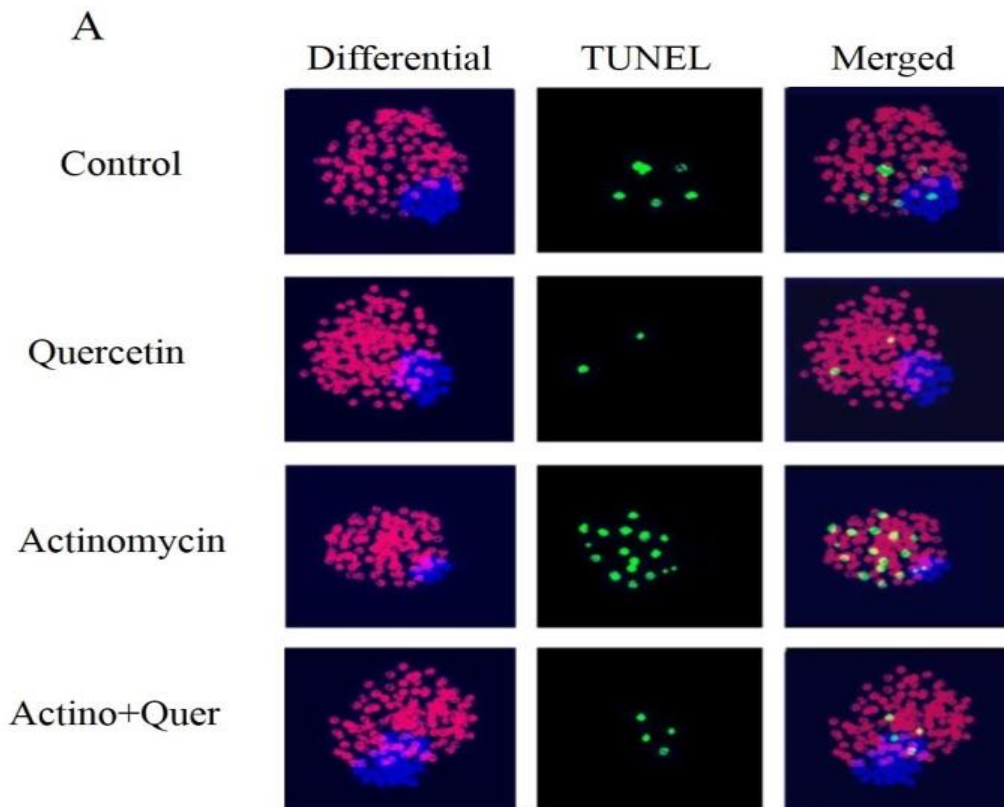 A
Differential TUNEL Merged
Control
Quercetin
Actinomycin
Actino+Quer